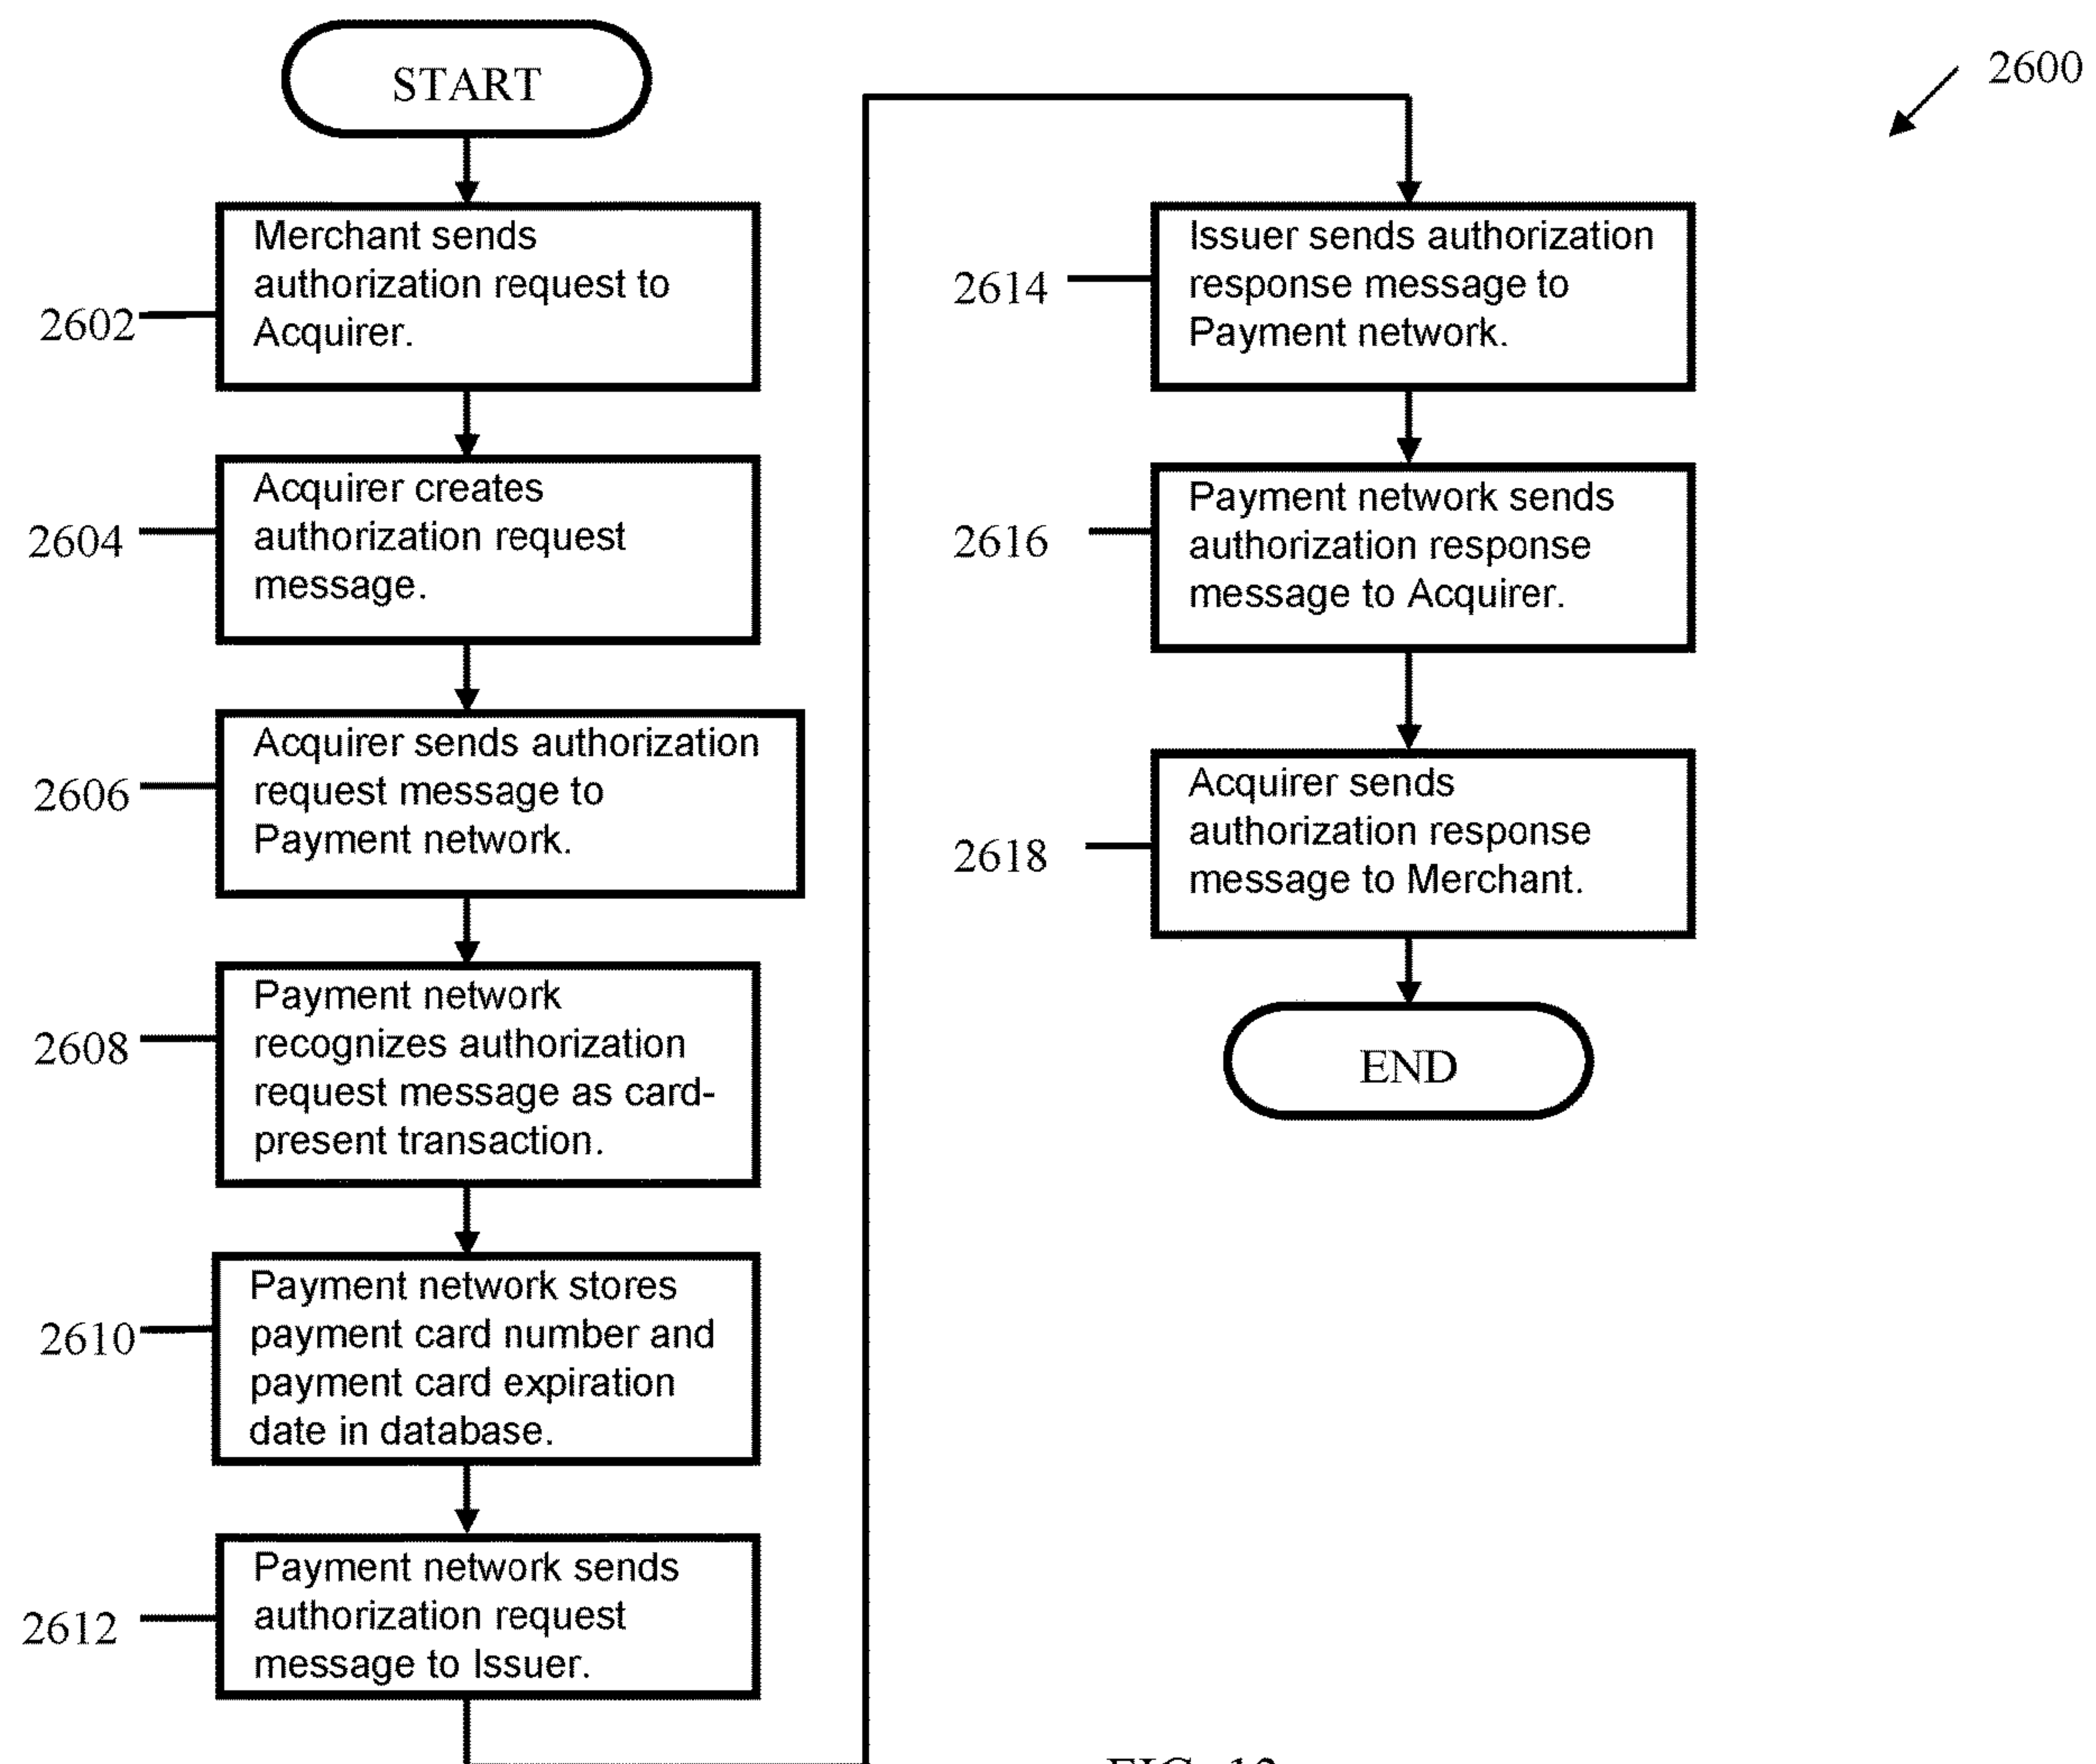 START
2600
2602
Merchant sends
authorization request to
Acquirer.
2604
Acquirer creates
authorization request
message.
2606
Acquirer sends authorization
request message to
Payment network.
2608
Payment network
recognizes authorization
request message as card-
present transaction.
2610
Payment network stores
payment card number and
payment card expiration
date in database.
2612
Payment network sends
authorization request
message to Issuer.
2614
Issuer sends authorization
response message to
Payment network.
2616
Payment network sends
authorization response
message to Acquirer.
2618
Acquirer sends
authorization response
message to Merchant.
END